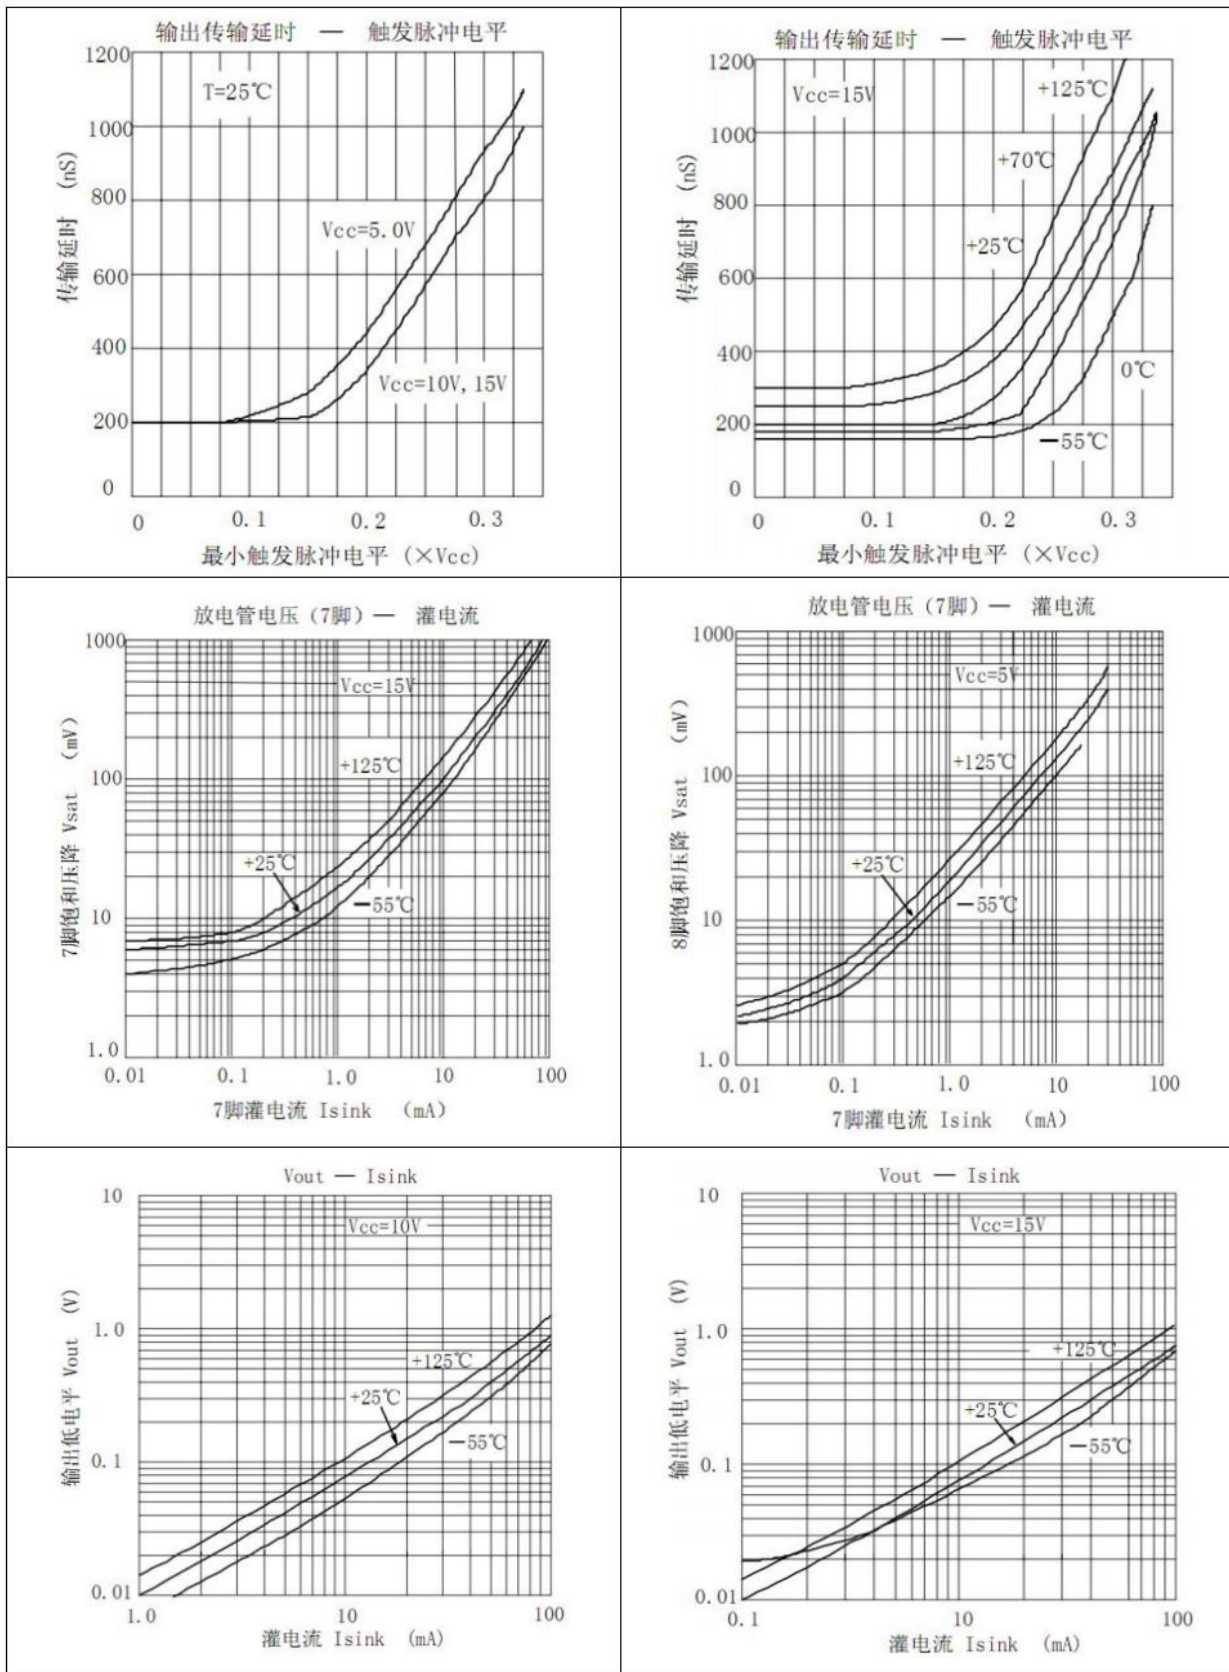 输出传输延时 — 触发脉冲电平
1200
T=25℃
1000
800
Vcc=5.0V
600
400
Vcc=10V, 15V
200
0
传输延时 (nS)
0 0.1 0.2 0.3
最小触发脉冲电平 (×Vcc)
输出传输延时 — 触发脉冲电平
1200
Vcc=15V
+125℃
1000
+70℃
800
+25℃
600
400
0℃
200
—55℃
0
传输延时 (nS)
0 0.1 0.2 0.3
最小触发脉冲电平 (×Vcc)
放电管电压 (7脚) — 灌电流
1000
Vcc=15V
+125℃
100
+25℃
—55℃
10
1.0
7脚饱和压降 Vsat (mV)
0.01 0.1 1.0 10 100
7脚灌电流 Isink (mA)
放电管电压 (7脚) — 灌电流
1000
Vcc=5V
100
+125℃
+25℃
—55℃
10
1.0
8脚饱和压降 Vsat (mV)
0.01 0.1 1.0 10 100
7脚灌电流 Isink (mA)
Vout — Isink
10
Vcc=10V
1.0
+125℃
+25℃
—55℃
0.1
0.01
输出低电平 Vout (V)
1.0 10 100
灌电流 Isink (mA)
Vout — Isink
10
Vcc=15V
1.0
+125℃
+25℃
—55℃
0.1
0.01
输出低电平 Vout (V)
0.1 10 100
灌电流 Isink (mA)